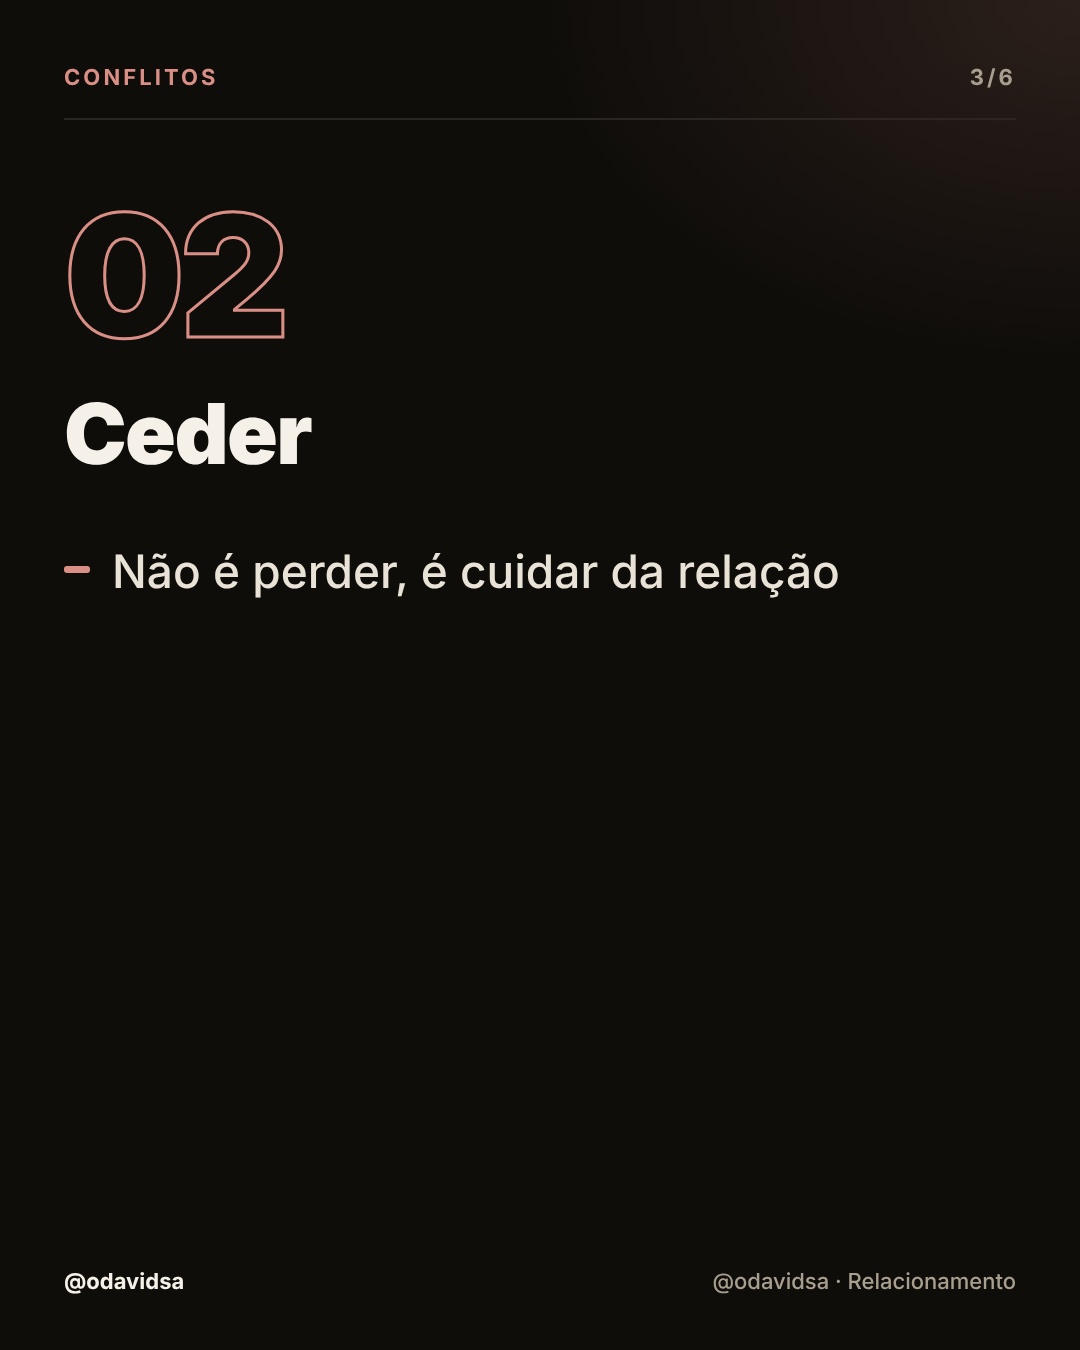 CONFLITOS
3/6
02
Ceder
Não é perder, é cuidar da relação
@odavidsa
@odavidsa · Relacionamento